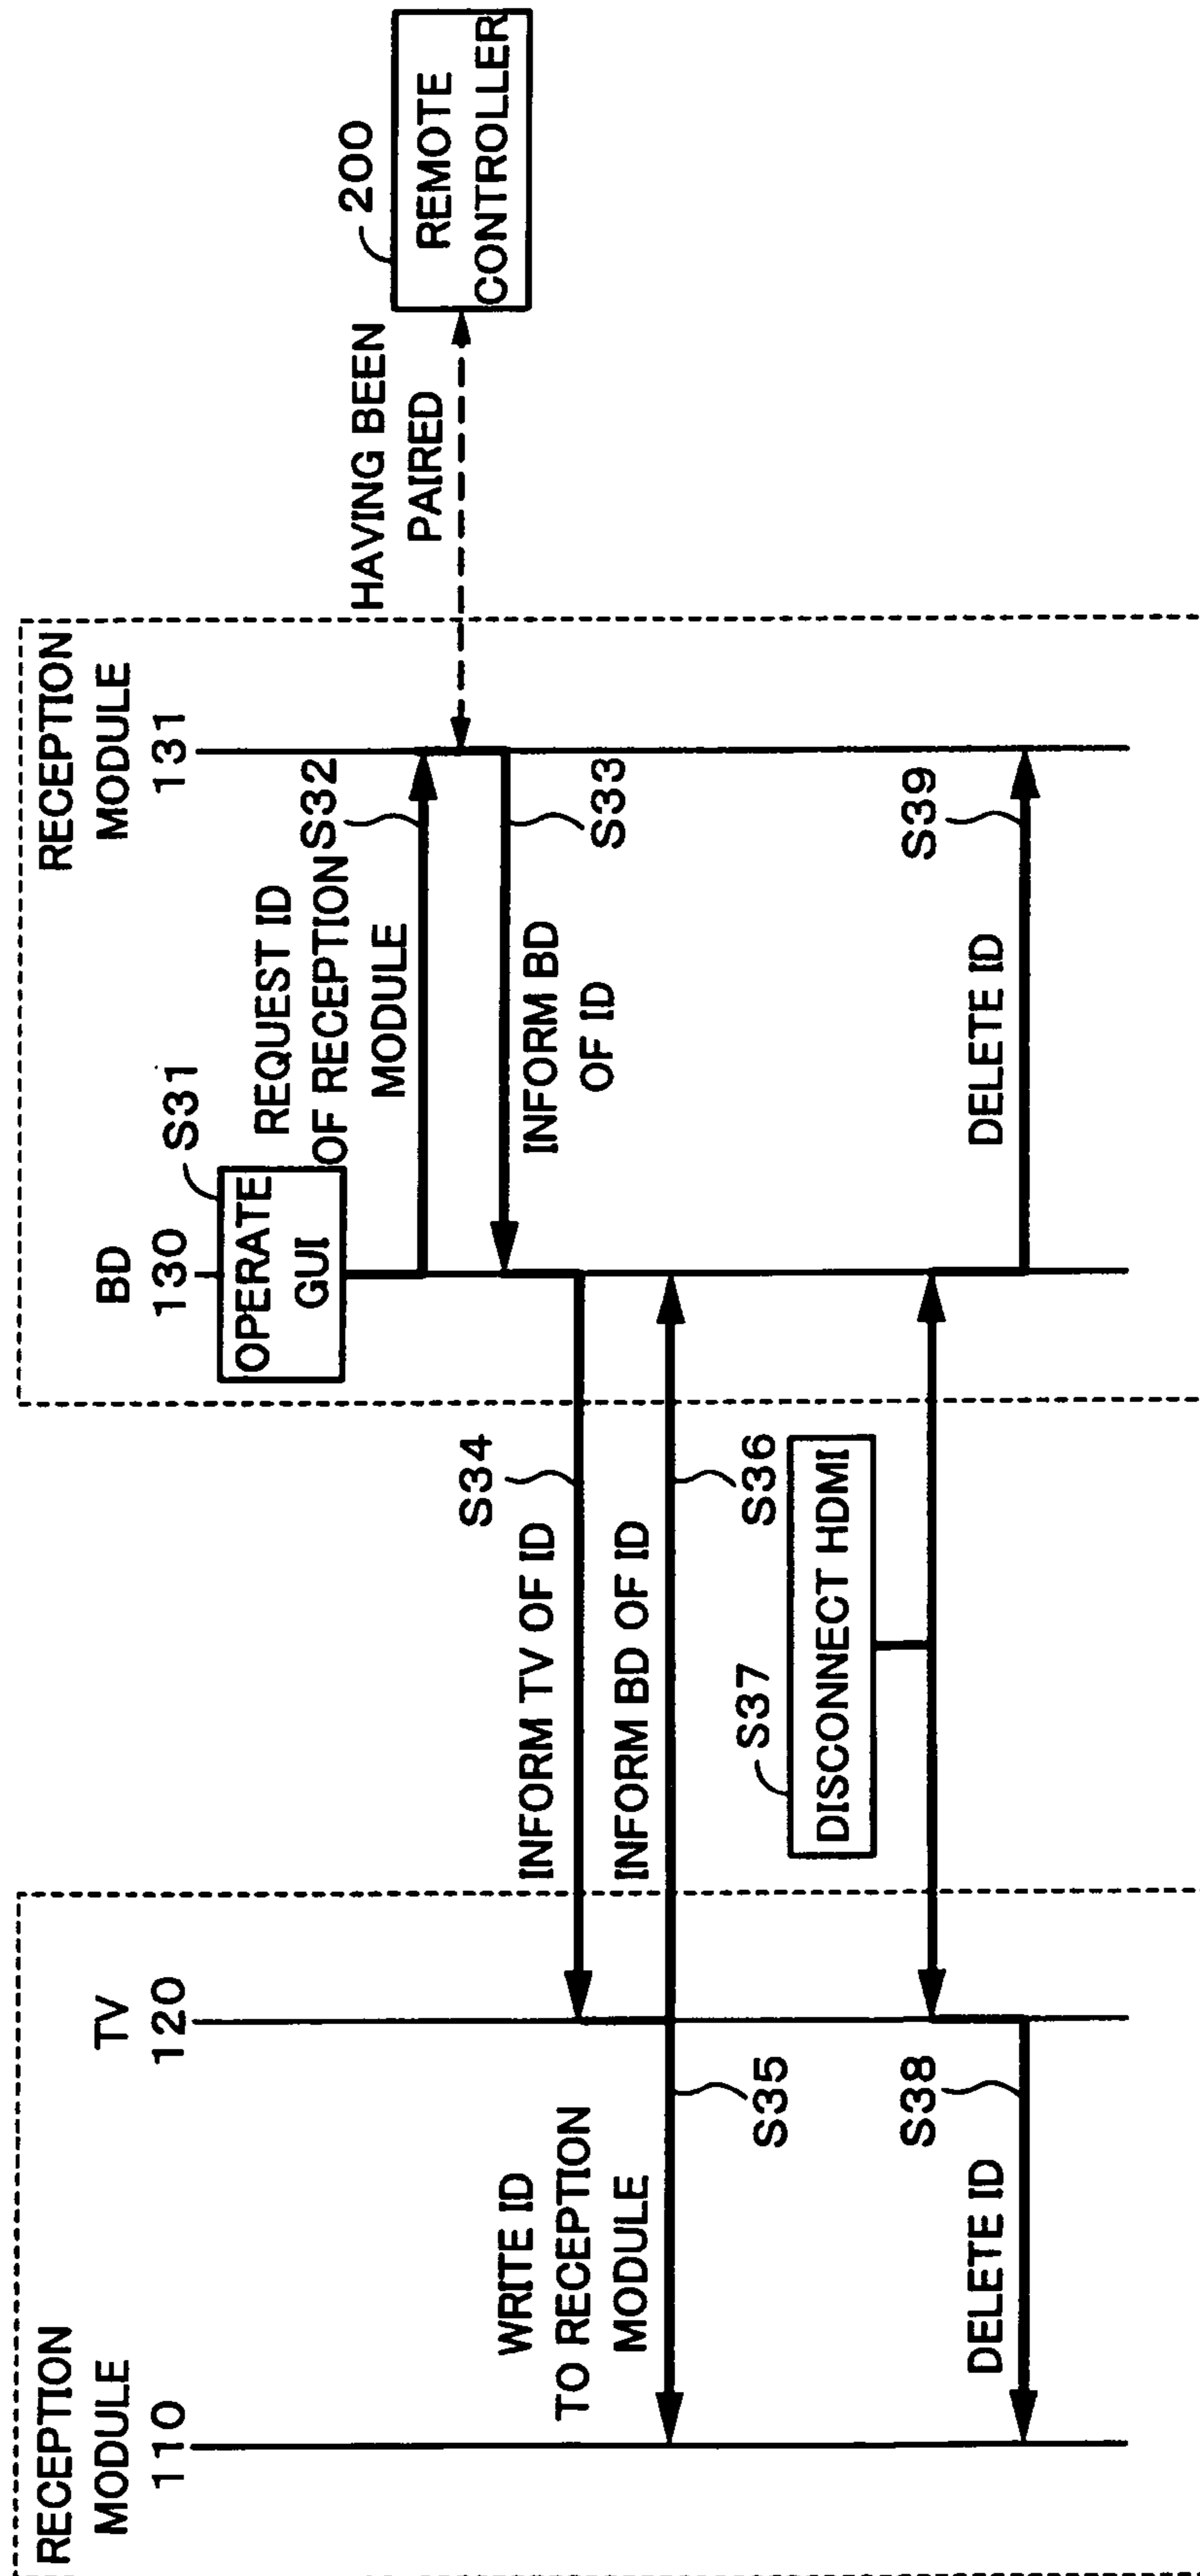 RECEPTION
MODULE
110
TV
120
BD
130
RECEPTION
MODULE
131
OPERATE
GUI
S31
REQUEST ID
OF RECEPTION
MODULE
S32
HAVING BEEN
PAIRED
200
REMOTE
CONTROLLER
INFORM BD
OF ID
S33
INFORM TV OF ID
S34
WRITE ID
TO RECEPTION
MODULE
S35
INFORM BD OF ID
S36
S37
DISCONNECT HDMI
DELETE ID
S38
DELETE ID
S39